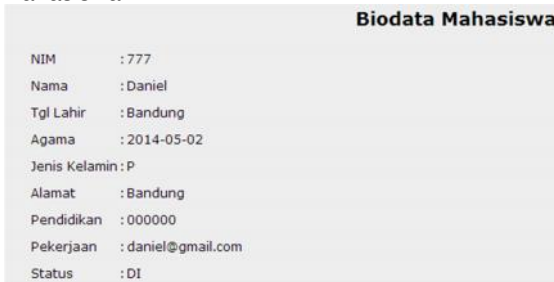 Biodata Mahasiswa
NIM :777
Nama :Daniel
Tgl Lahir :Bandung
Agama :2014-05-02
Jenis Kelamin:P
Alamat :Bandung
Pendidikan :000000
Pekerjaan :daniel@gmail.com
Status :DI